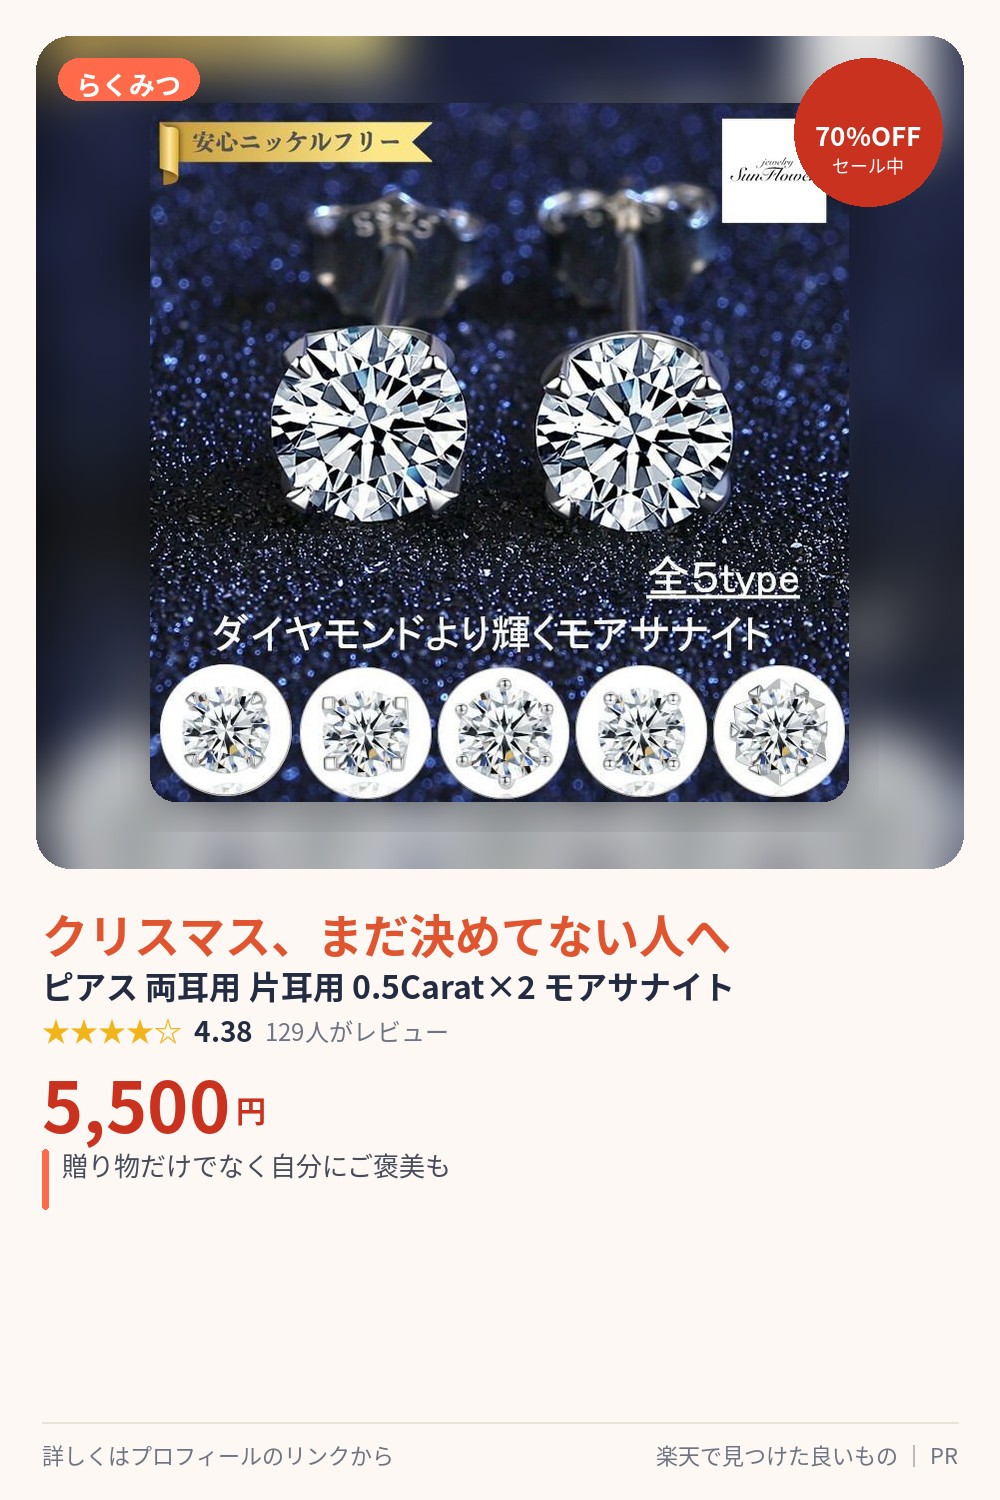 らくみつ
安心ニッケルフリー
70%OFF
セール中
jewelry
SunFlower
S925
S925
全5type
ダイヤモンドより輝くモアサナイト
クリスマス、まだ決めてない人へ
ピアス 両耳用 片耳用 0.5Carat×2 モアサナイト
★★★★☆ 4.38 129人がレビュー
5,500円
贈り物だけでなく自分にご褒美も
詳しくはプロフィールのリンクから
楽天で見つけた良いもの | PR